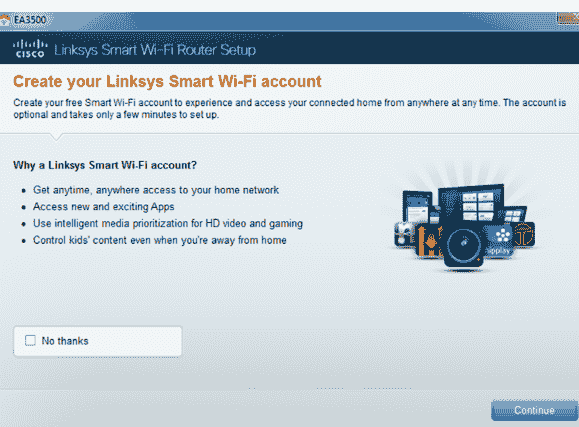 EA3500
CISCO Linksys Smart Wi-Fi Router Setup
Create your Linksys Smart Wi-Fi account
Create your free Smart Wi-Fi account to experience and access your connected home from anywhere at any time. The account is
optional and takes only a few minutes to set up.
Why a Linksys Smart Wi-Fi account?
• Get anytime, anywhere access to your home network
• Access new and exciting Apps
• Use intelligent media prioritization for HD video and gaming
• Control kids' content even when you're away from home
No thanks
Continue